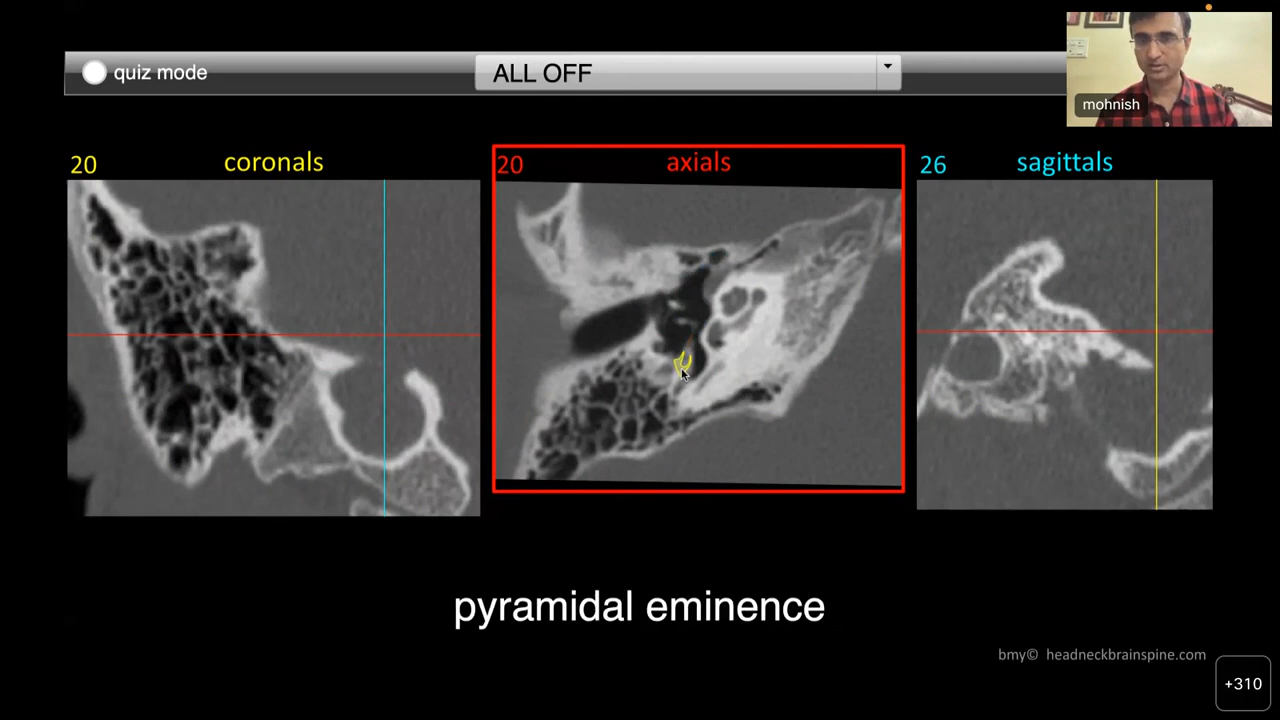 quiz mode
ALL OFF
mohnish
20
coronals
20
axials
26
sagittals
pyramidal eminence
bmy© headneckbrainspine.com
+310